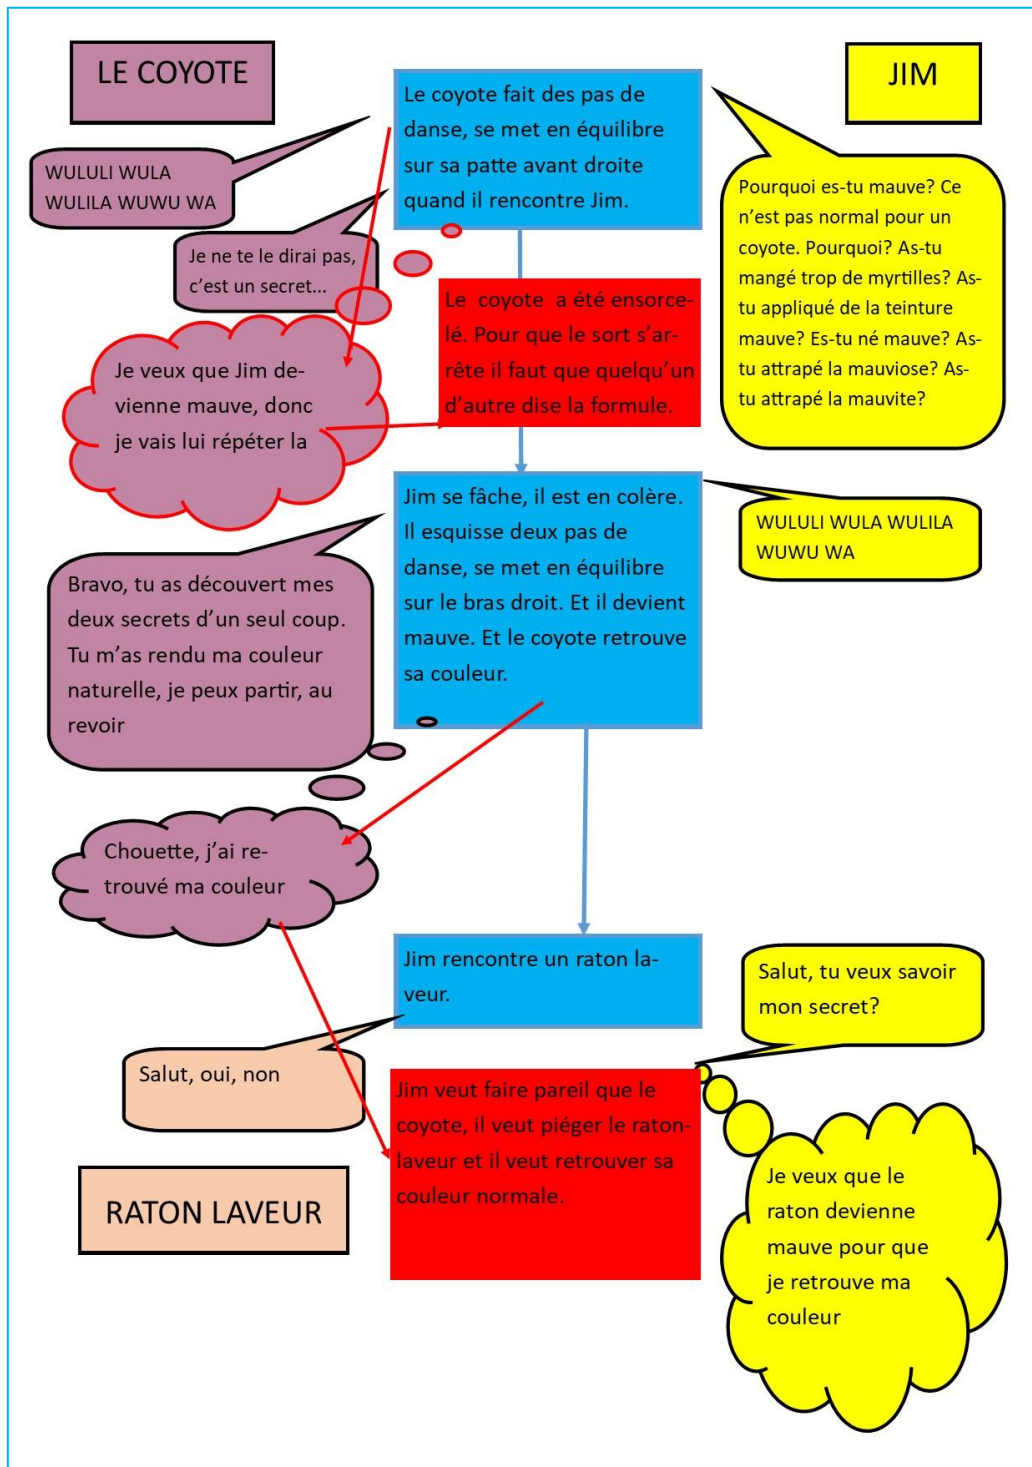 LE COYOTE
JIM
Le coyote fait des pas de
danse, se met en équilibre
sur sa patte avant droite
quand il rencontre Jim.
WULULI WULA
WULILA WUWU WA
Pourquoi es-tu mauve? Ce
n'est pas normal pour un
coyote. Pourquoi? As-tu
mangé trop de myrtilles? As-
tu appliqué de la teinture
mauve? Es-tu né mauve? As-
tu attrapé la mauviose? As-
tu attrapé la mauvite?
Je ne te le dirai pas,
c'est un secret...
Le  coyote  a été ensorce-
lé. Pour que le sort s'ar-
rête il faut que quelqu'un
d'autre dise la formule.
Je veux que Jim de-
vienne mauve, donc
je vais lui répéter la
Jim se fâche, il est en colère.
Il esquisse deux pas de
danse, se met en équilibre
sur le bras droit. Et il devient
mauve. Et le coyote retrouve
sa couleur.
WULULI WULA WULILA
WUWU WA
Bravo, tu as découvert mes
deux secrets d'un seul coup.
Tu m'as rendu ma couleur
naturelle, je peux partir, au
revoir
Chouette, j'ai re-
trouvé ma couleur
Jim rencontre un raton la-
veur.
Salut, tu veux savoir
mon secret?
Salut, oui, non
Jim veut faire pareil que le
coyote, il veut piéger le raton-
laveur et il veut retrouver sa
couleur normale.
Je veux que le
raton devienne
mauve pour que
je retrouve ma
couleur
RATON LAVEUR